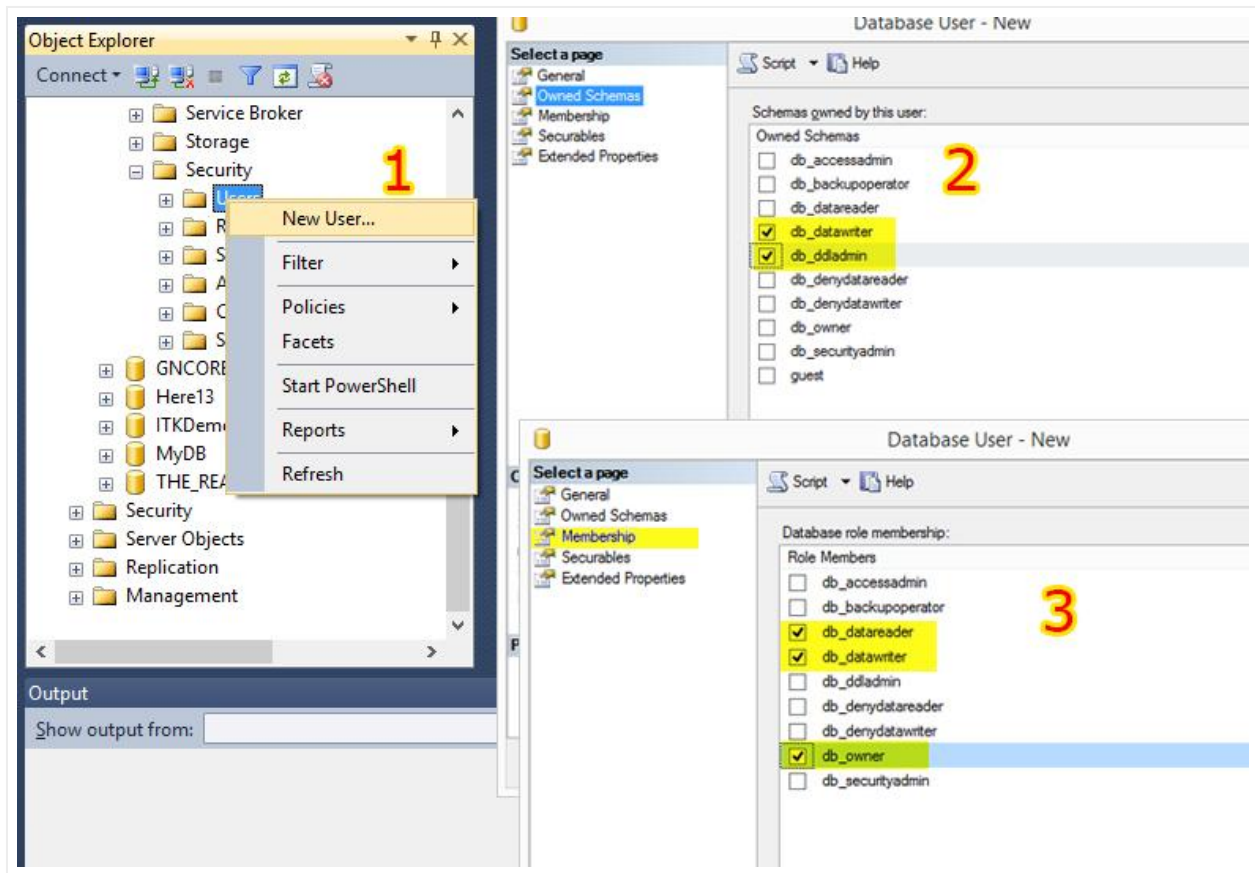 Object Explorer
Connect
Service Broker
Storage
Security
Users
New User...
Filter
Policies
Facets
Start PowerShell
Reports
Refresh
R
S
A
C
S
GNCORE
Here13
ITKDem
MyDB
THE_REA
Security
Server Objects
Replication
Management
1
Output
Show output from:
Database User - New
Select a page
General
Owned Schemas
Membership
Securables
Extended Properties
Script Help
Schemas owned by this user:
Owned Schemas
db_accessadmin
db_backupoperator
db_datareader
db_datawriter
db_ddladmin
db_denydatareader
db_denydatawriter
db_owner
db_securityadmin
guest
2
Database User - New
Select a page
General
Owned Schemas
Membership
Securables
Extended Properties
Script Help
Database role membership:
Role Members
db_accessadmin
db_backupoperator
db_datareader
db_datawriter
db_ddladmin
db_denydatareader
db_denydatawriter
db_owner
db_securityadmin
3